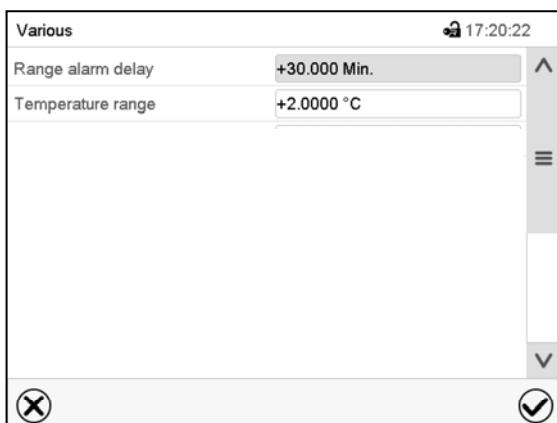 Various 17:20:22
Range alarm delay +30.000 Min.
Temperature range +2.0000 °C